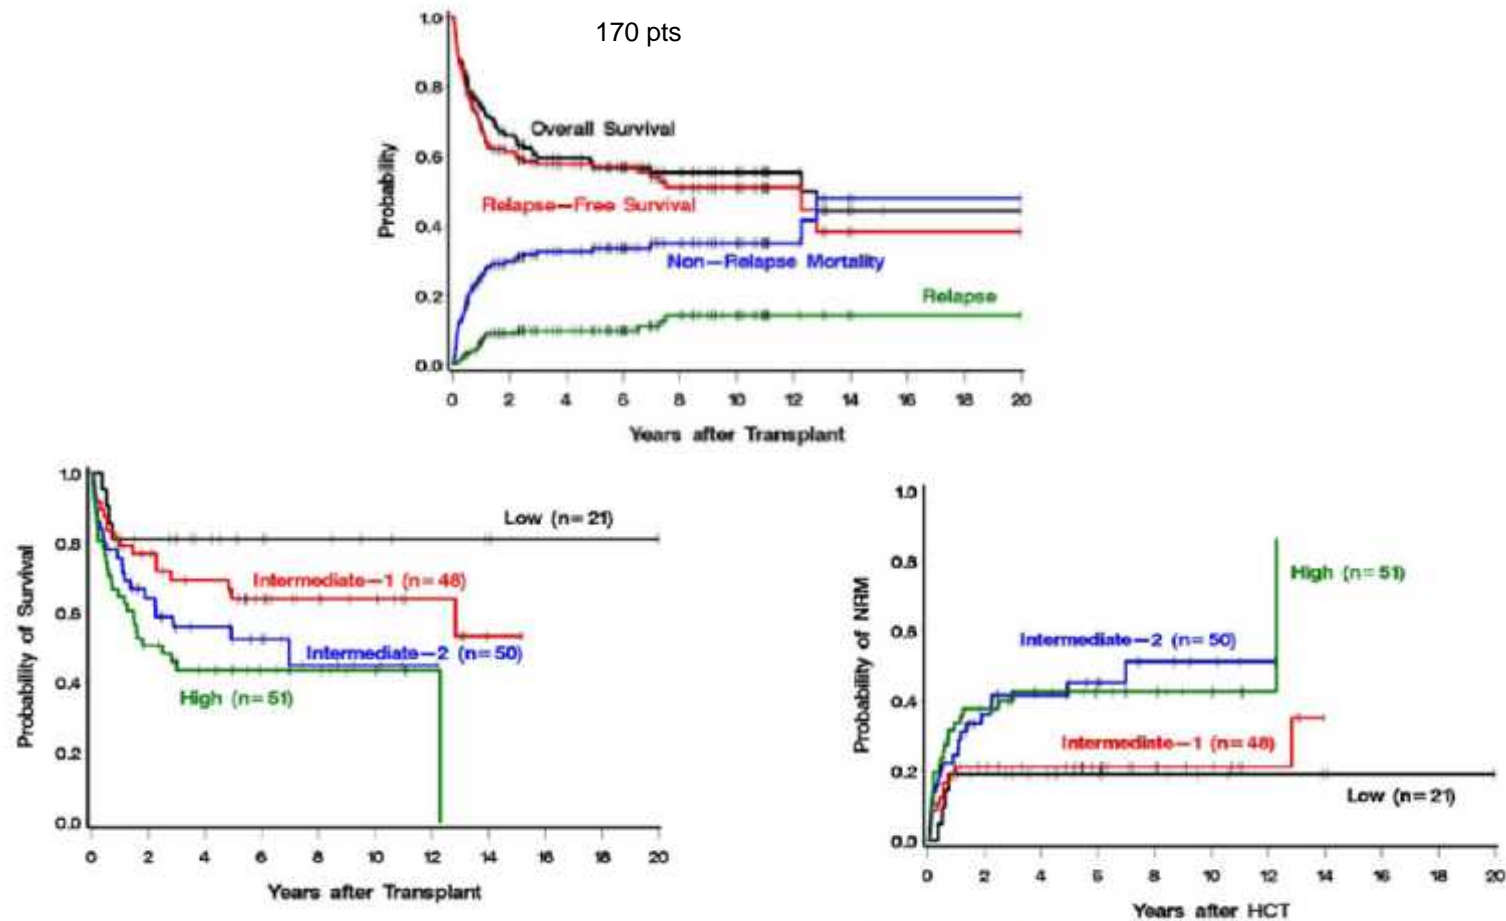 170 pts
1.0
0.8
0.6
0.4
0.2
0.0
Probability
Overall Survival
Relapse-Free Survival
Non-Relapse Mortality
Relapse
0 2 4 6 8 10 12 14 16 18 20
Years after Transplant
1.0
0.8
0.6
0.4
0.2
0.0
Probability of Survival
Low (n=21)
Intermediate-1 (n=48)
Intermediate-2 (n=50)
High (n=51)
0 2 4 6 8 10 12 14 16 18 20
Years after Transplant
1.0
0.8
0.6
0.4
0.2
0.0
Probability of NRM
High (n=51)
Intermediate-2 (n=50)
Intermediate-1 (n=48)
Low (n=21)
0 2 4 6 8 10 12 14 16 18 20
Years after HCT